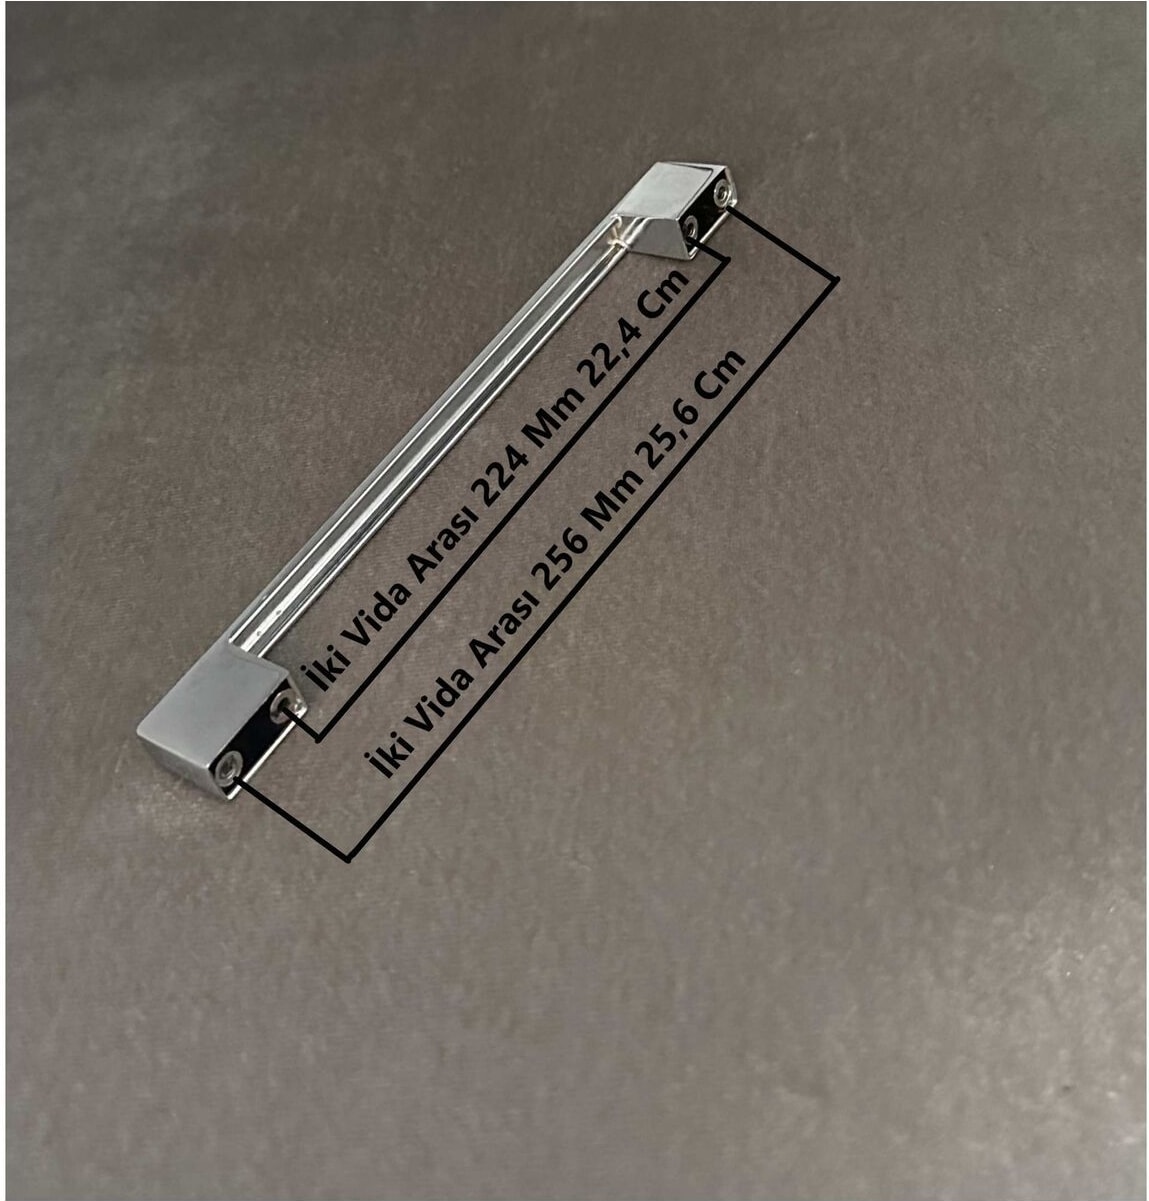 İki Vida Arası 224 Mm 22,4 Cm
İki Vida Arası 256 Mm 25,6 Cm